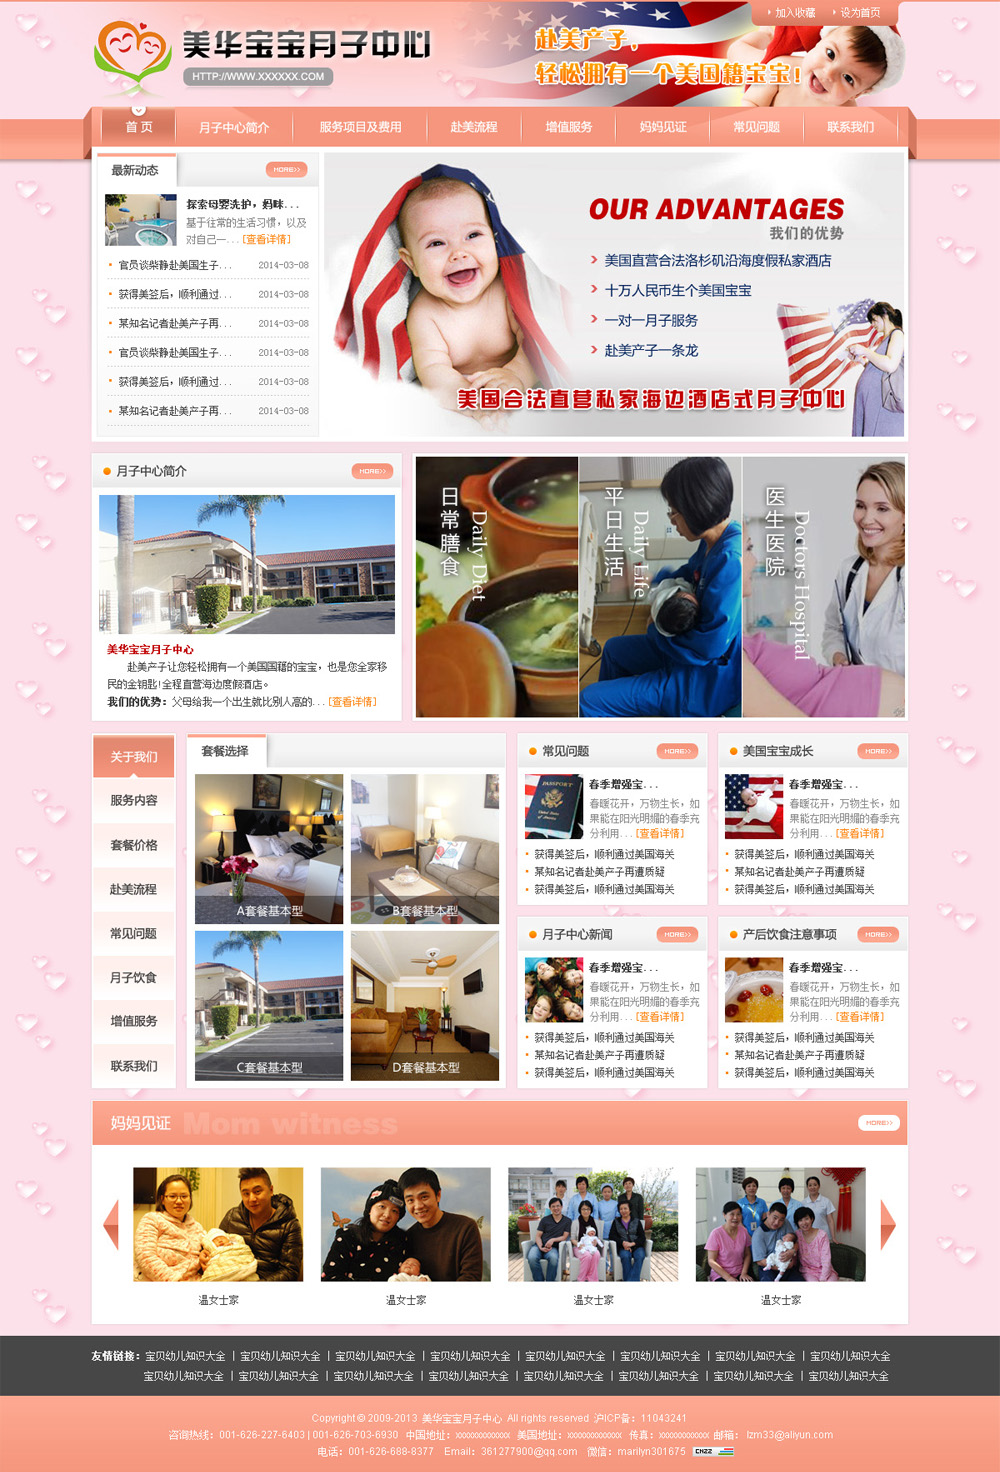 加入收藏 设为首页
美华宝宝月子中心
HTTP://WWW.XXXXXX.COM
赴美产子，
轻松拥有一个美国籍宝宝！
首 页 月子中心简介 服务项目及费用 赴美流程 增值服务 妈妈见证 常见问题 联系我们
最新动态 MORE>>
探索母婴洗护，妈咪...
基于往常的生活习惯，以及
对自己一...[查看详情]
官员谈柴静赴美国生子... 2014-03-08
获得美签后，顺利通过... 2014-03-08
某知名记者赴美产子再... 2014-03-08
官员谈柴静赴美国生子... 2014-03-08
获得美签后，顺利通过... 2014-03-08
某知名记者赴美产子再... 2014-03-08
OUR ADVANTAGES
我们的优势
美国直营合法洛杉矶沿海度假私家酒店
十万人民币生个美国宝宝
一对一月子服务
赴美产子一条龙
美国合法直营私家海边酒店式月子中心
月子中心简介 MORE>>
美华宝宝月子中心
赴美产子让您轻松拥有一个美国国籍的宝宝，也是您全家移
民的金钥匙!全程直营海边度假酒店。
我们的优势：父母给我一个出生就比别人高的...[查看详情]
日常膳食
Daily Diet
平日生活
Daily Life
医生医院
Doctors Hospital
关于我们
服务内容
套餐价格
赴美流程
常见问题
月子饮食
增值服务
联系我们
套餐选择
A套餐基本型
B套餐基本型
C套餐基本型
D套餐基本型
常见问题 MORE>>
PASSPORT
春季增强宝...
春暖花开，万物生长，如
果能在阳光明媚的春季充
分利用...[查看详情]
获得美签后，顺利通过美国海关
某知名记者赴美产子再遭质疑
获得美签后，顺利通过美国海关
美国宝宝成长 MORE>>
春季增强宝...
春暖花开，万物生长，如
果能在阳光明媚的春季充
分利用...[查看详情]
获得美签后，顺利通过美国海关
某知名记者赴美产子再遭质疑
获得美签后，顺利通过美国海关
月子中心新闻 MORE>>
春季增强宝...
春暖花开，万物生长，如
果能在阳光明媚的春季充
分利用...[查看详情]
获得美签后，顺利通过美国海关
某知名记者赴美产子再遭质疑
获得美签后，顺利通过美国海关
产后饮食注意事项 MORE>>
春季增强宝...
春暖花开，万物生长，如
果能在阳光明媚的春季充
分利用...[查看详情]
获得美签后，顺利通过美国海关
某知名记者赴美产子再遭质疑
获得美签后，顺利通过美国海关
妈妈见证 Mom witness MORE>>
温女士家 温女士家 温女士家 温女士家
友情链接：宝贝幼儿知识大全 | 宝贝幼儿知识大全 | 宝贝幼儿知识大全 | 宝贝幼儿知识大全 | 宝贝幼儿知识大全 | 宝贝幼儿知识大全 | 宝贝幼儿知识大全 | 宝贝幼儿知识大全
宝贝幼儿知识大全 | 宝贝幼儿知识大全 | 宝贝幼儿知识大全 | 宝贝幼儿知识大全 | 宝贝幼儿知识大全 | 宝贝幼儿知识大全 | 宝贝幼儿知识大全 | 宝贝幼儿知识大全
Copyright © 2009-2013 美华宝宝月子中心 All rights reserved 沪ICP备：11043241
咨询热线：001-626-227-6403 | 001-626-703-6930 中国地址：xxxxxxxxxxxxx 美国地址：xxxxxxxxxxxxx 传真：xxxxxxxxxxxx 邮箱：lzm33@aliyun.com
电话：001-626-688-8377 Email：361277900@qq.com 微信：marilyn301675 CNZZ